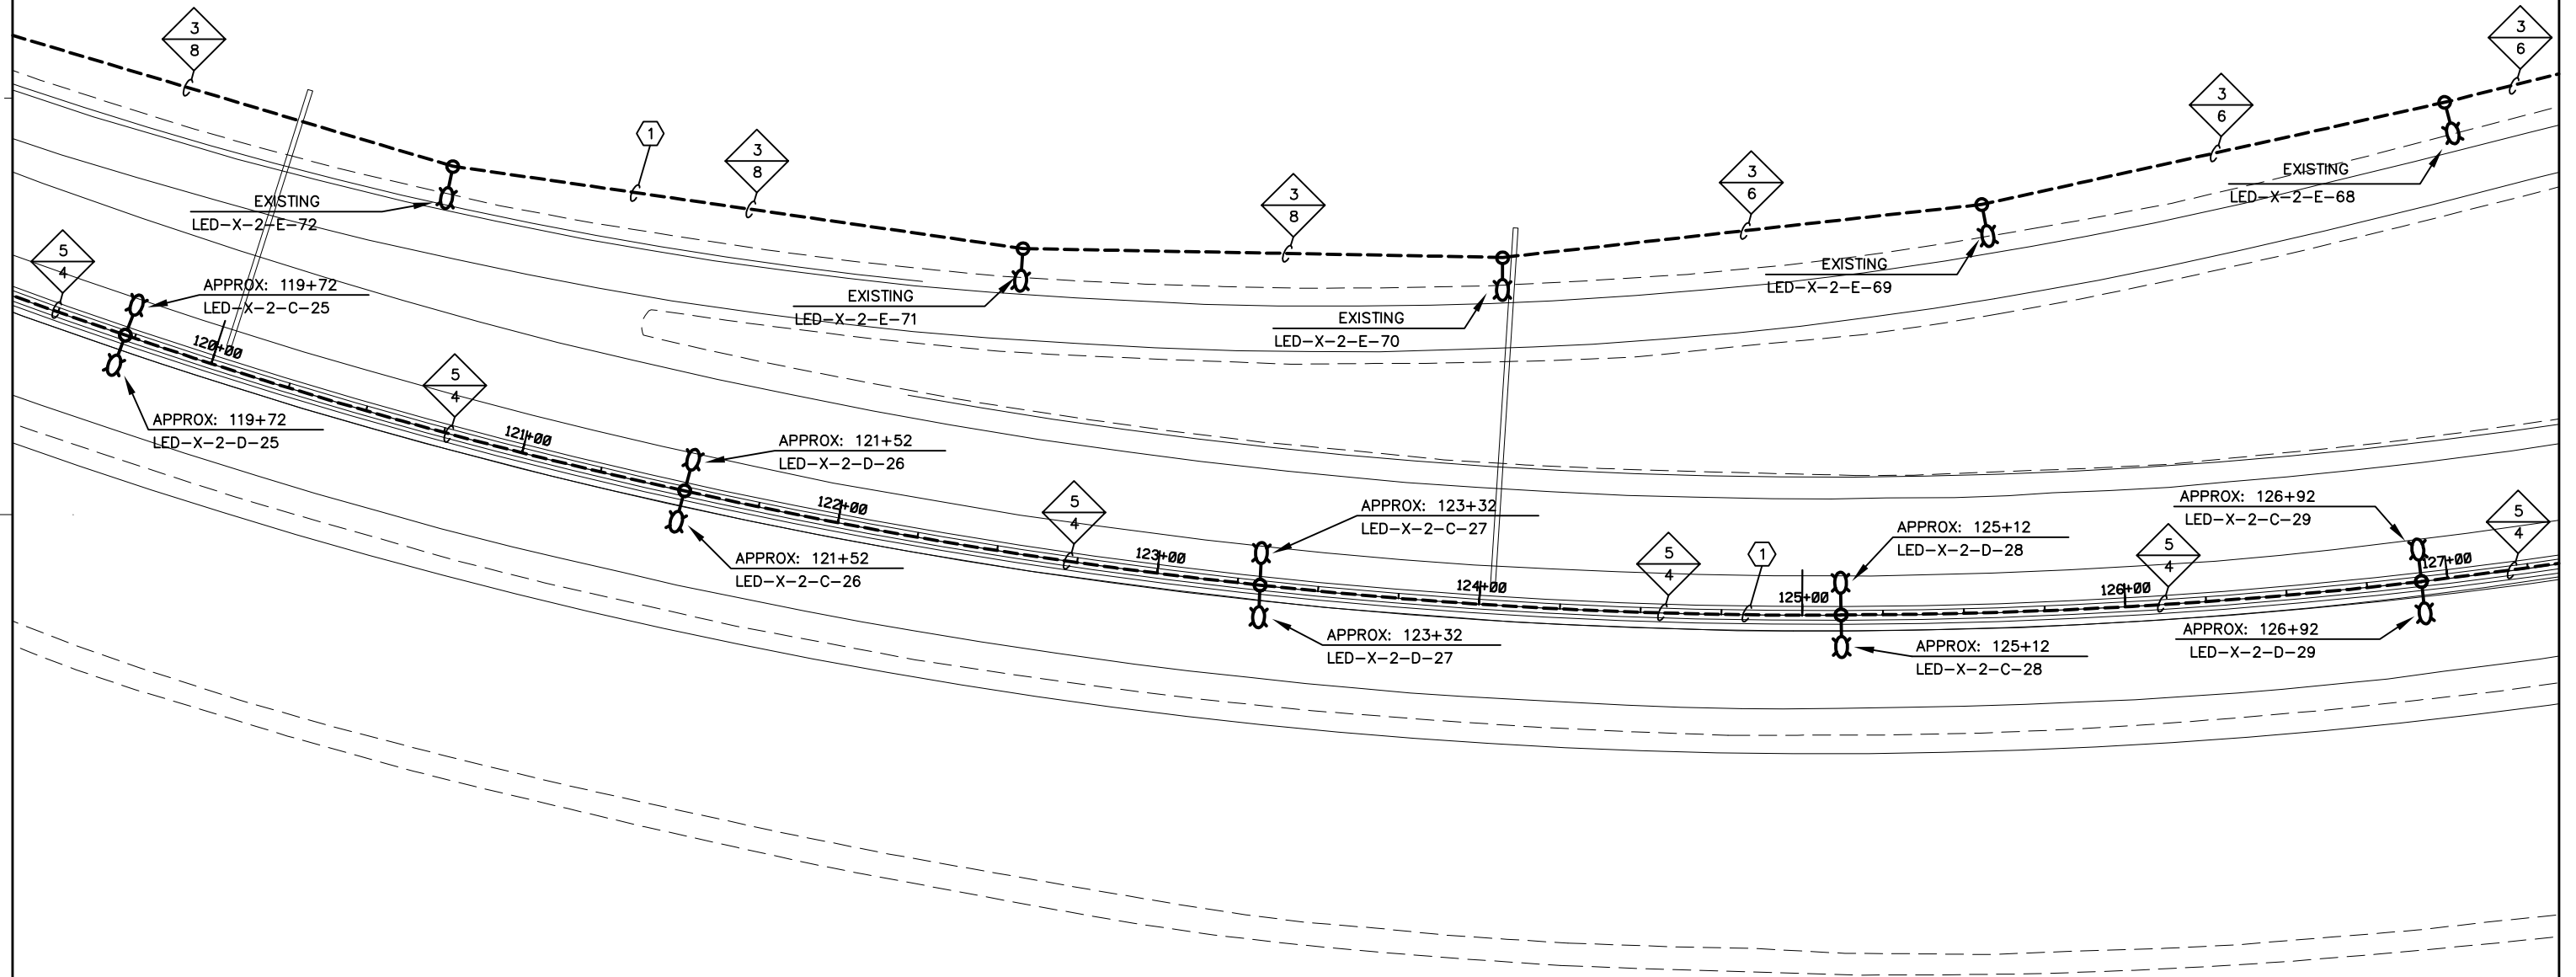 3
8
3
6
3
6
1
3
8
3
6
EXISTING
LED-X-2-E-68
3
8
EXISTING
LED-X-2-E-72
5
4
EXISTING
LED-X-2-E-69
APPROX: 119+72
LED-X-2-C-25
EXISTING
LED-X-2-E-71
EXISTING
LED-X-2-E-70
120+00
5
4
APPROX: 119+72
LED-X-2-D-25
121+00
APPROX: 121+52
LED-X-2-D-26
122+00
5
4
APPROX: 123+32
LED-X-2-C-27
APPROX: 126+92
LED-X-2-C-29
5
4
APPROX: 125+12
LED-X-2-D-28
APPROX: 121+52
LED-X-2-C-26
123+00
5
4
1
5
4
127+00
124+00
125+00
126+00
APPROX: 123+32
LED-X-2-D-27
APPROX: 126+92
LED-X-2-D-29
APPROX: 125+12
LED-X-2-C-28